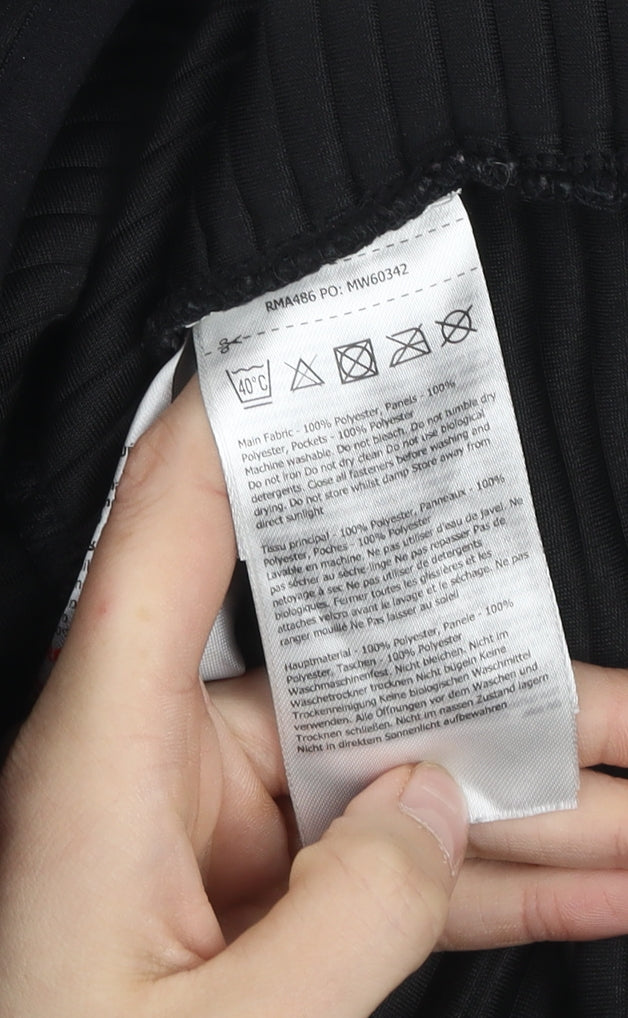 RMA486 PO: MW60342
40°C
Main Fabric - 100% Polyester, Panels - 100%
Polyester, Pockets - 100% Polyester
Machine washable. Do not bleach. Do not tumble dry
Do not iron Do not dry clean Do not use biological
detergents. Close all fasteners before washing and
drying. Do not store whilst damp Store away from
direct sunlight
Tissu principal - 100% Polyester, Panneaux - 100%
Polyester, Poches - 100% Polyester
Lavable en machine. Ne pas utiliser d'eau de javel. Ne
pas sécher au sèche-linge Ne pas repasser Pas de
netoyage à sec Ne pas utiliser de detergents
biologiques. Feimer toutes les glissières et les
attaches velcro avant le lavage et le séchage. Ne pas
ranger mouillé Ne Pas laisser au soleil
Hauptmaterial - 100% Polyester, Panele - 100%
Polyester, Taschen - 100% Polyester
Waschmaschinenfest. Nicht bleichen. Nicht im
Waschetrockner trocknen Nicht bügeln Keine
Trockenreinigung Keine biologischen Waschmittel
verwenden. Alle Öffnungen vor dem Waschen und
Trocknen schließen. Nicht im nassen Zustand lagern
Nicht in direktem Sonnenlicht aufbewahren